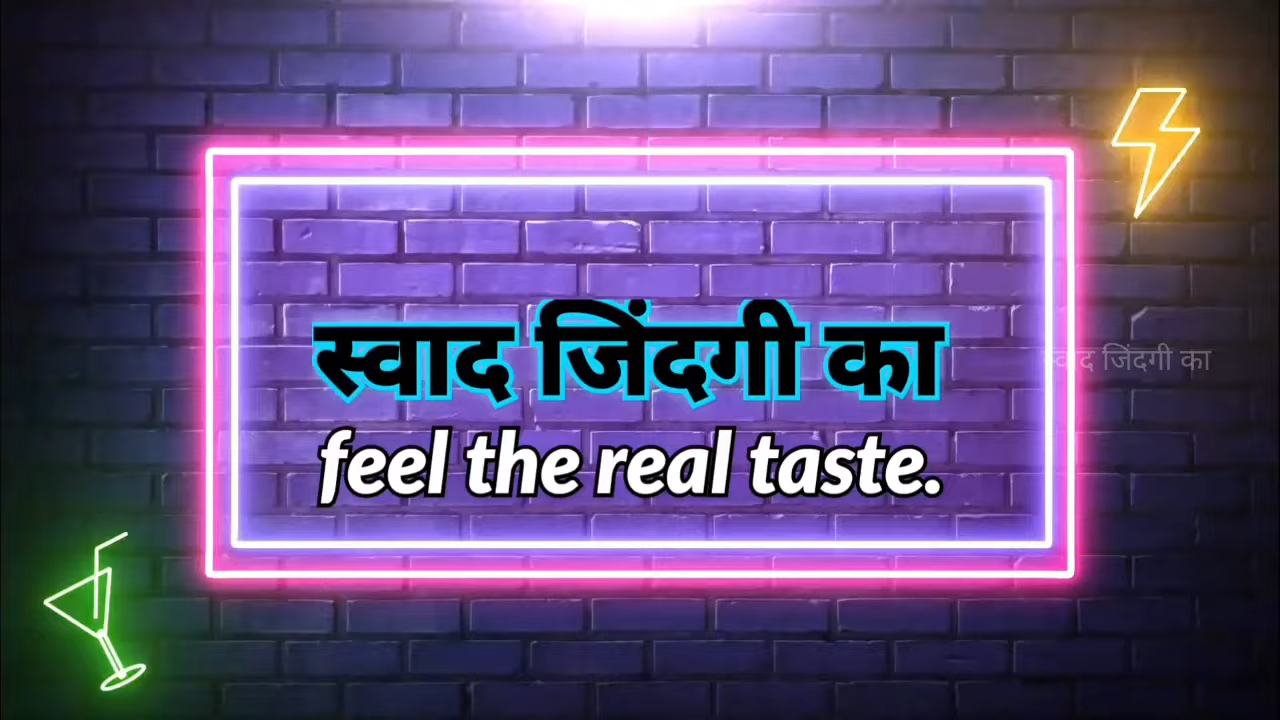 स्वाद जिंदगी का
feel the real taste.
स्वाद जिंदगी का